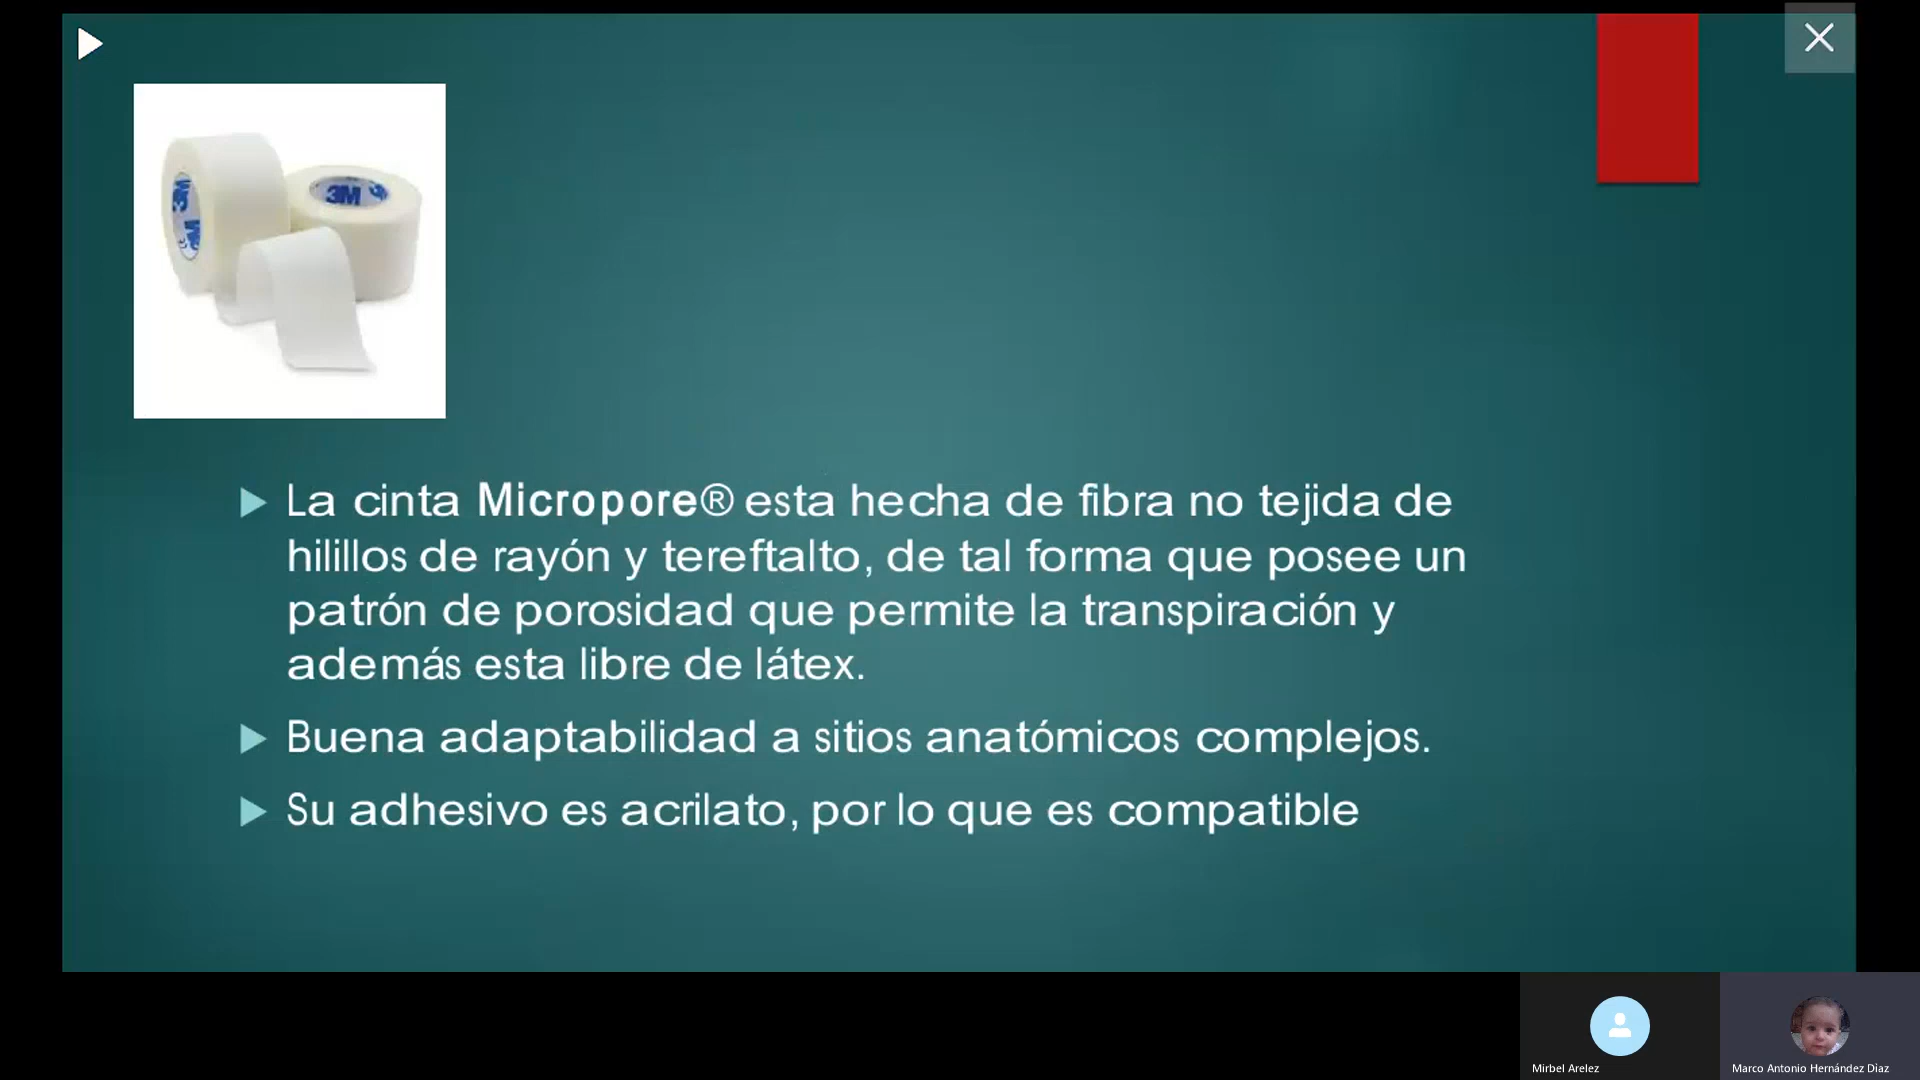 3M
3M
3M
La cinta Micropore® esta hecha de fibra no tejida de
hilillos de rayón y tereftalto, de tal forma que posee un
patrón de porosidad que permite la transpiración y
además esta libre de látex.
Buena adaptabilidad a sitios anatómicos complejos.
Su adhesivo es acrilato, por lo que es compatible
Mirbel Arelez
Marco Antonio Hernández Dìaz